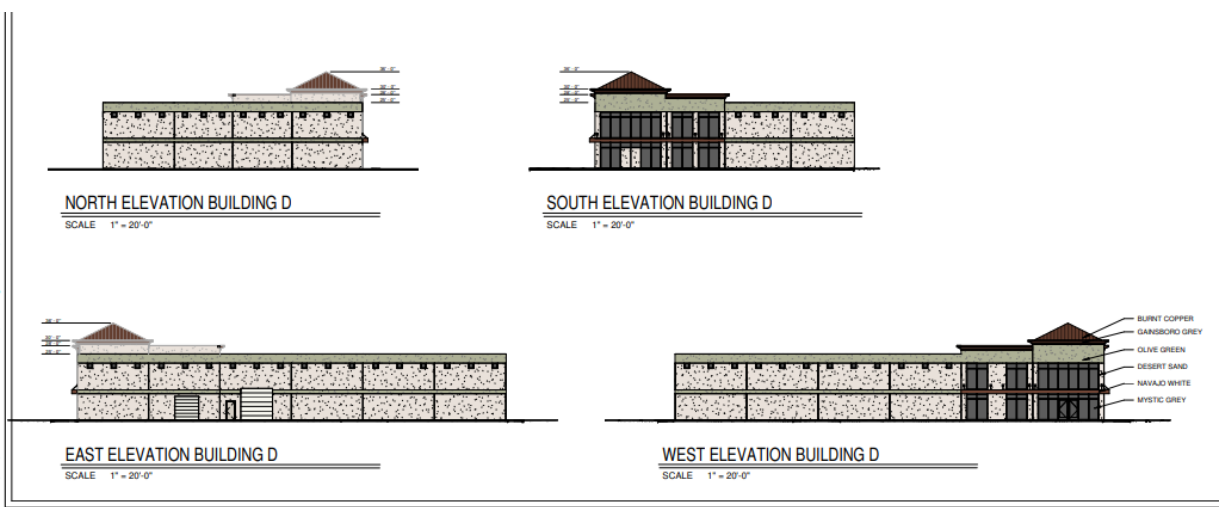 NORTH ELEVATION BUILDING D
SCALE 1" = 20'-0"
SOUTH ELEVATION BUILDING D
SCALE 1" = 20'-0"
BURNT COPPER
GAINSBORO GREY
OLIVE GREEN
DESERT SAND
NAVAJO WHITE
MYSTIC GREY
EAST ELEVATION BUILDING D
SCALE 1" = 20'-0"
WEST ELEVATION BUILDING D
SCALE 1" = 20'-0"